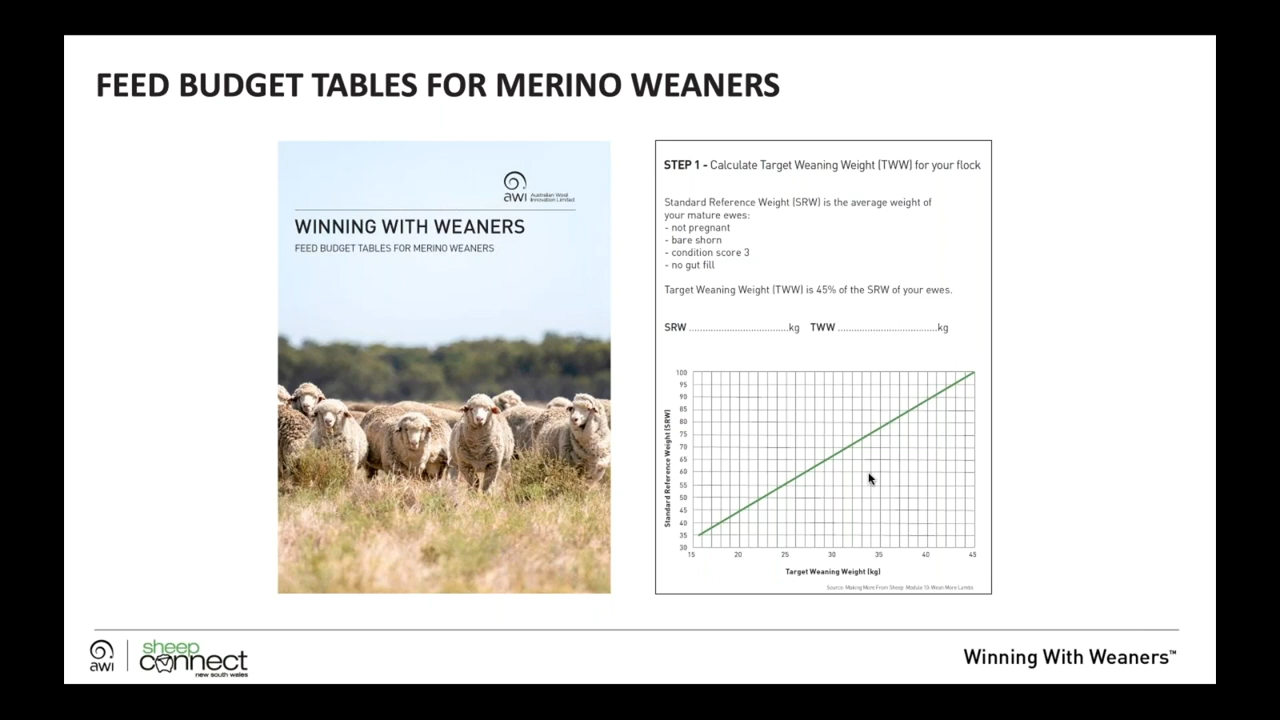 FEED BUDGET TABLES FOR MERINO WEANERS
awi Australian Wool
Innovation Limited
WINNING WITH WEANERS
FEED BUDGET TABLES FOR MERINO WEANERS
STEP 1 - Calculate Target Weaning Weight (TWW) for your flock
Standard Reference Weight (SRW) is the average weight of
your mature ewes:
- not pregnant
- bare shorn
- condition score 3
- no gut fill
Target Weaning Weight (TWW) is 45% of the SRW of your ewes.
SRW .....................................kg TWW .....................................kg
Standard Reference Weight (SRW)
100
95
90
85
80
75
70
65
60
55
50
45
40
35
30
15 20 25 30 35 40 45
Target Weaning Weight (kg)
Source: Making More From Sheep: Module 10: Wean More Lambs
awi
sheep
connect
new south wales
Winning With Weaners™